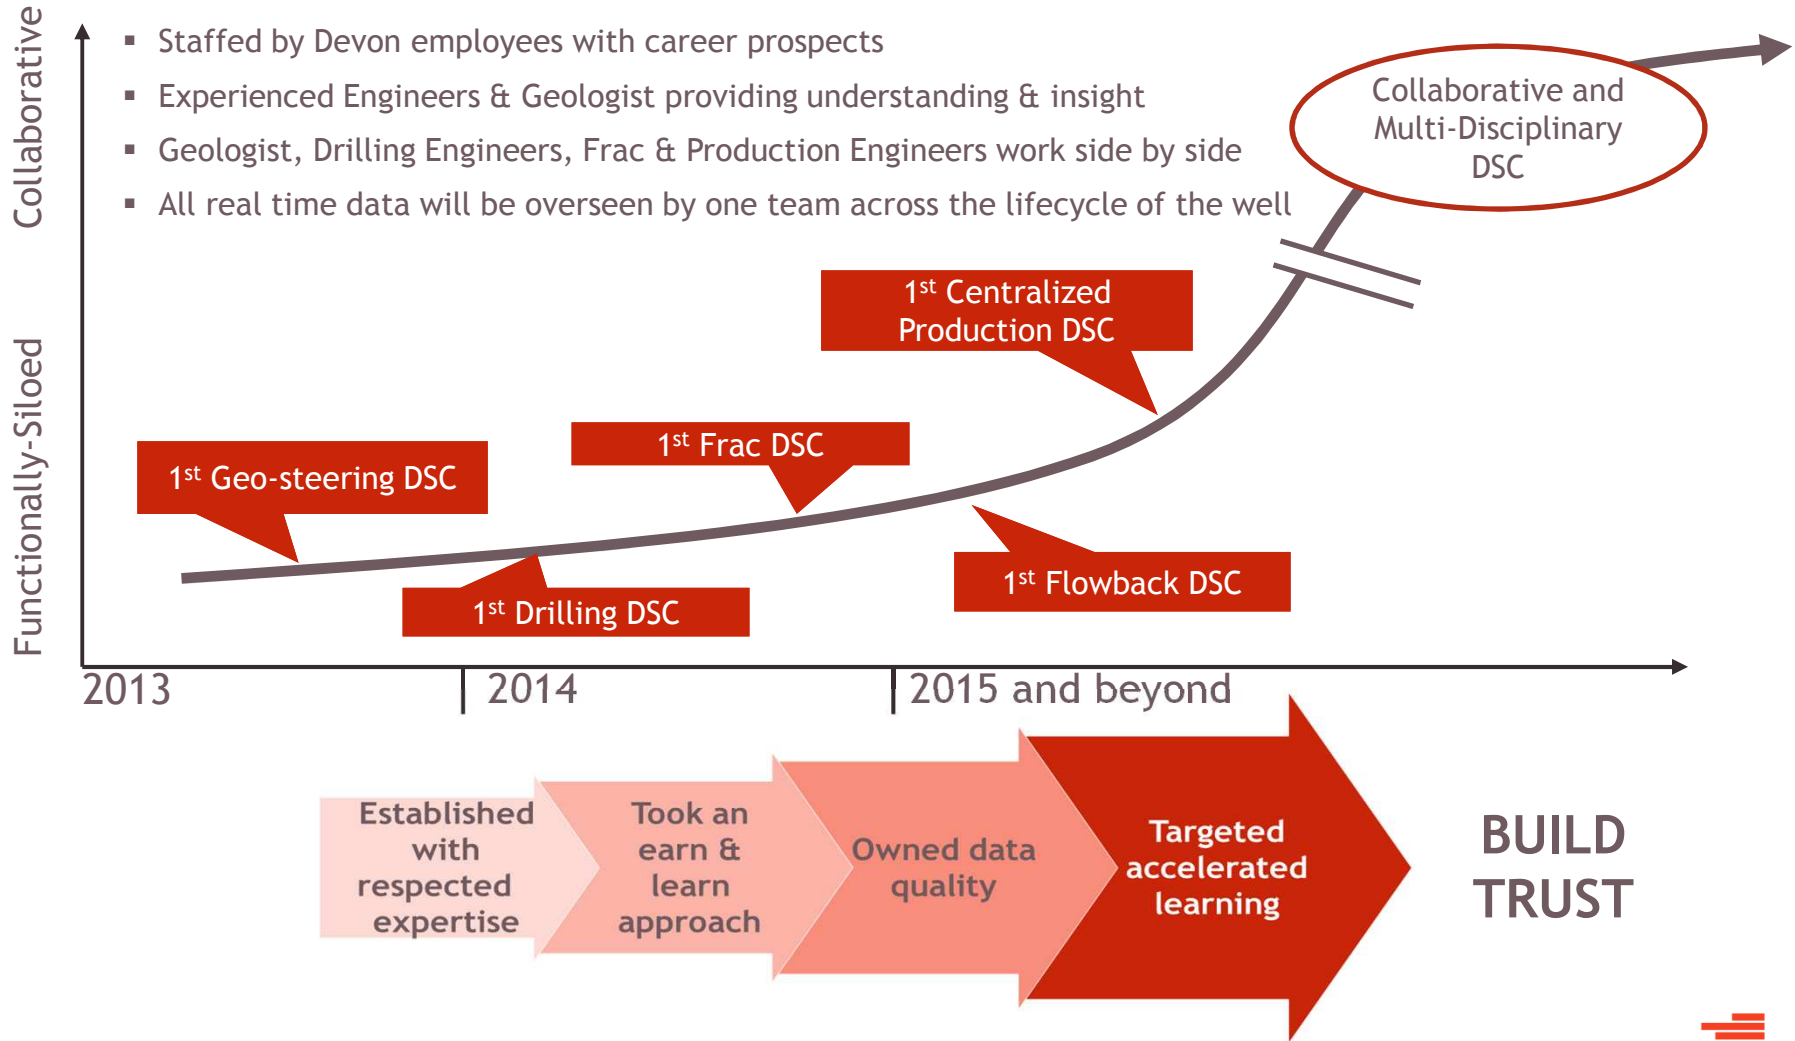 Collaborative
Functionally-Siloed
▪ Staffed by Devon employees with career prospects
▪ Experienced Engineers & Geologist providing understanding & insight
▪ Geologist, Drilling Engineers, Frac & Production Engineers work side by side
▪ All real time data will be overseen by one team across the lifecycle of the well
Collaborative and
Multi-Disciplinary
DSC
1st Centralized
Production DSC
1st Frac DSC
1st Geo-steering DSC
1st Flowback DSC
1st Drilling DSC
2013
2014
2015 and beyond
Established
with
respected
expertise
Took an
earn &
learn
approach
Owned data
quality
Targeted
accelerated
learning
BUILD
TRUST